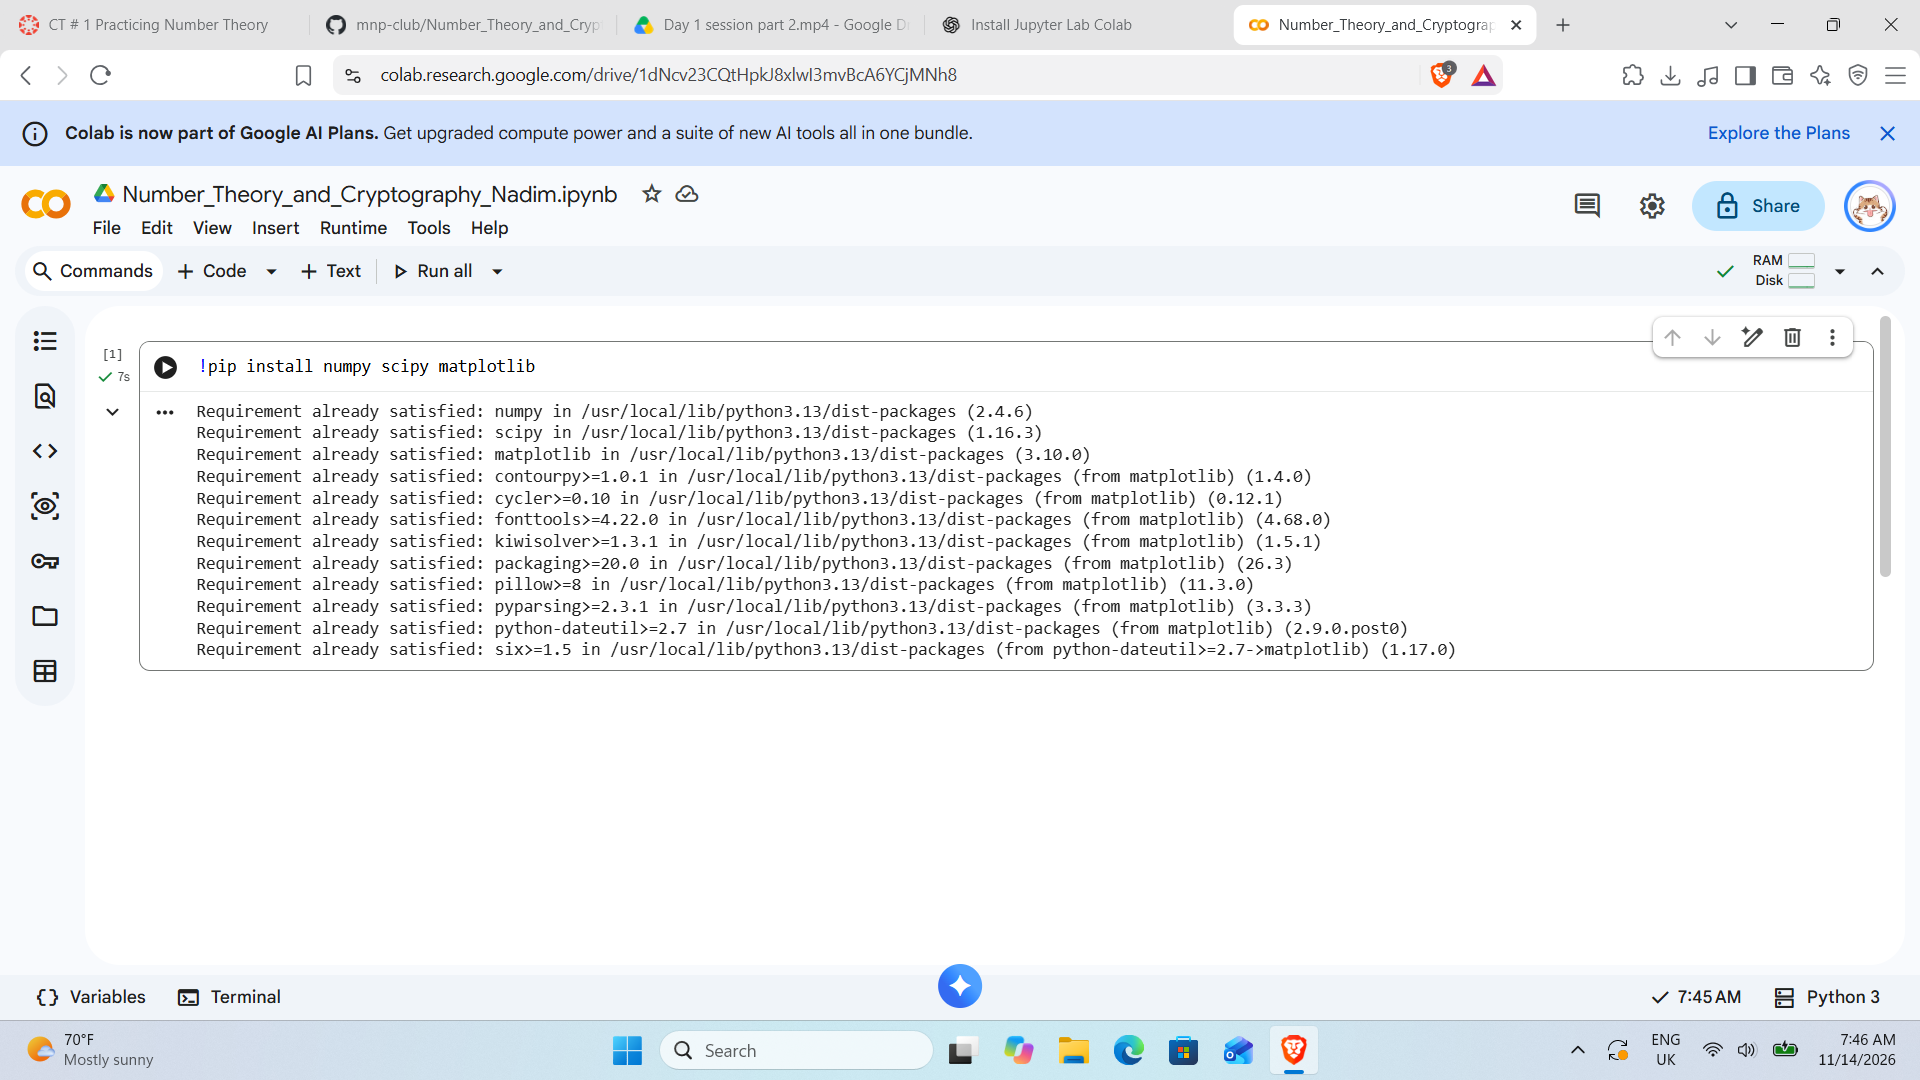 CT # 1 Practicing Number Theory
mnp-club/Number_Theory_and_Cryp
Day 1 session part 2.mp4 - Google D
Install Jupyter Lab Colab
Number_Theory_and_Cryptograp
colab.research.google.com/drive/1dNcv23CQtHpkJ8xlwI3mvBcA6YCjMNh8
3
Colab is now part of Google AI Plans. Get upgraded compute power and a suite of new AI tools all in one bundle.
Explore the Plans
Number_Theory_and_Cryptography_Nadim.ipynb
File Edit View Insert Runtime Tools Help
Share
Commands + Code + Text Run all
RAM
Disk
[1]
7s
!pip install numpy scipy matplotlib
Requirement already satisfied: numpy in /usr/local/lib/python3.13/dist-packages (2.4.6)
Requirement already satisfied: scipy in /usr/local/lib/python3.13/dist-packages (1.16.3)
Requirement already satisfied: matplotlib in /usr/local/lib/python3.13/dist-packages (3.10.0)
Requirement already satisfied: contourpy>=1.0.1 in /usr/local/lib/python3.13/dist-packages (from matplotlib) (1.4.0)
Requirement already satisfied: cycler>=0.10 in /usr/local/lib/python3.13/dist-packages (from matplotlib) (0.12.1)
Requirement already satisfied: fonttools>=4.22.0 in /usr/local/lib/python3.13/dist-packages (from matplotlib) (4.68.0)
Requirement already satisfied: kiwisolver>=1.3.1 in /usr/local/lib/python3.13/dist-packages (from matplotlib) (1.5.1)
Requirement already satisfied: packaging>=20.0 in /usr/local/lib/python3.13/dist-packages (from matplotlib) (26.3)
Requirement already satisfied: pillow>=8 in /usr/local/lib/python3.13/dist-packages (from matplotlib) (11.3.0)
Requirement already satisfied: pyparsing>=2.3.1 in /usr/local/lib/python3.13/dist-packages (from matplotlib) (3.3.3)
Requirement already satisfied: python-dateutil>=2.7 in /usr/local/lib/python3.13/dist-packages (from matplotlib) (2.9.0.post0)
Requirement already satisfied: six>=1.5 in /usr/local/lib/python3.13/dist-packages (from python-dateutil>=2.7->matplotlib) (1.17.0)
Variables
Terminal
7:45 AM
Python 3
70°F
Mostly sunny
Search
ENG
UK
7:46 AM
11/14/2026